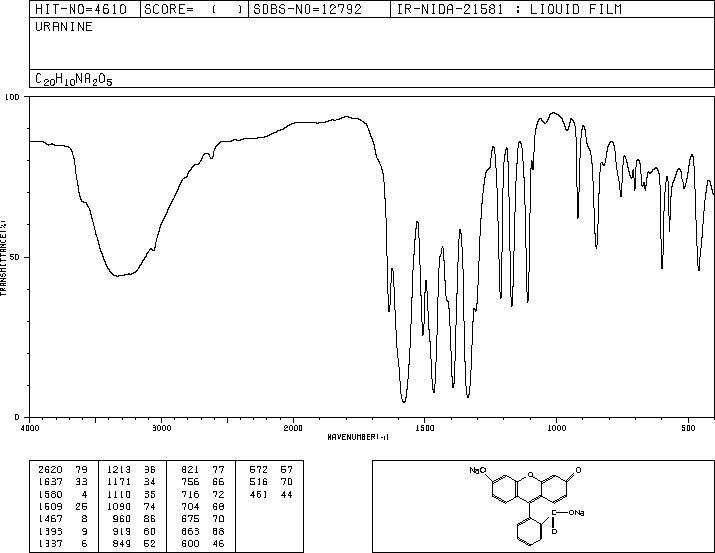 HIT-NO=4610 SCORE= ( ) SDBS-NO=12792 IR-NIDA-21581 : LIQUID FILM
URANINE
C20H10NA2O5
100
50
0
TRANSMITTANCE(%)
4000 3000 2000 1500 1000 500
WAVENUMBER(-1)
2620 79 1213 36 821 77 572 57
1637 33 1171 34 756 66 516 70
1580 4 1110 35 716 72 461 44
1509 25 1090 74 704 68
1467 8 960 86 675 70
1393 9 919 60 663 68
1337 6 849 52 600 46
NaO O O
C ONa
O